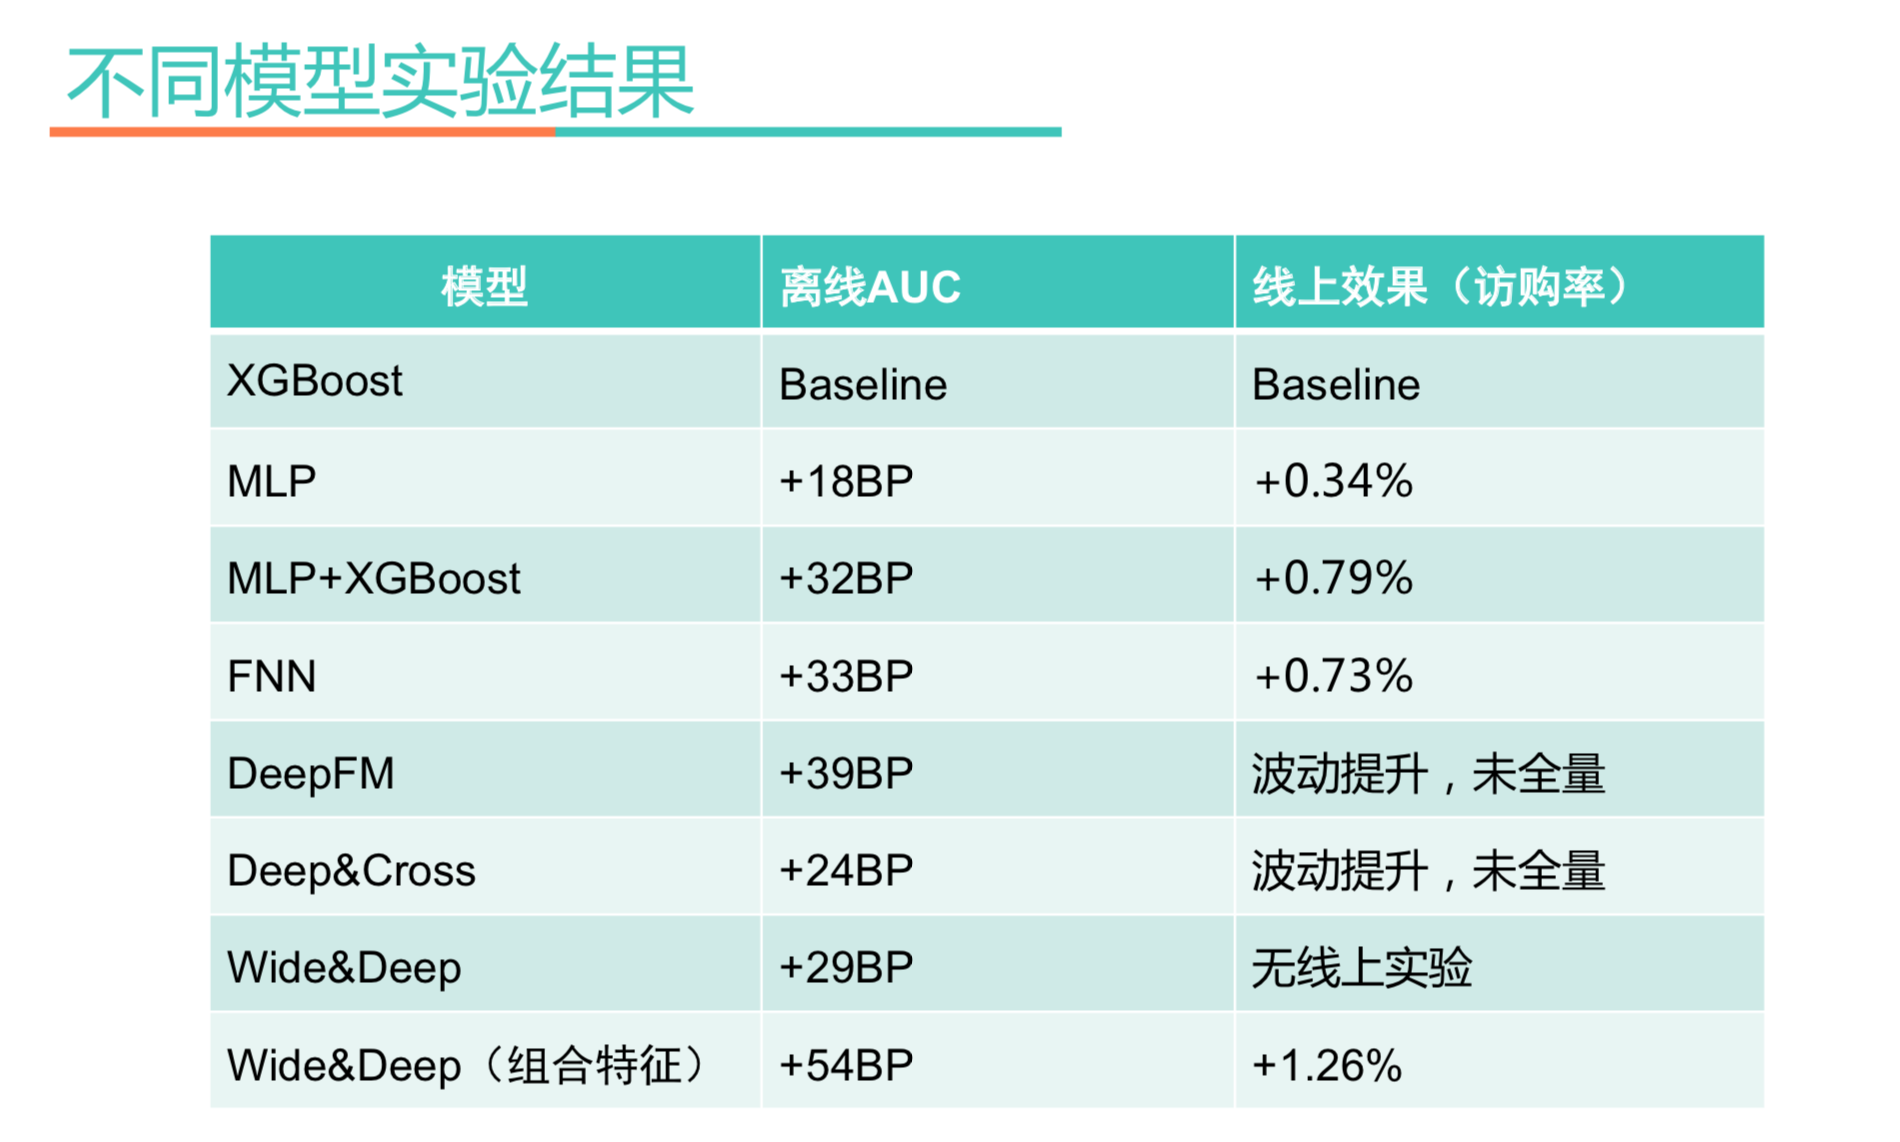 不同模型实验结果
模型 离线AUC 线上效果（访购率）
XGBoost Baseline Baseline
MLP +18BP +0.34%
MLP+XGBoost +32BP +0.79%
FNN +33BP +0.73%
DeepFM +39BP 波动提升，未全量
Deep&Cross +24BP 波动提升，未全量
Wide&Deep +29BP 无线上实验
Wide&Deep（组合特征） +54BP +1.26%